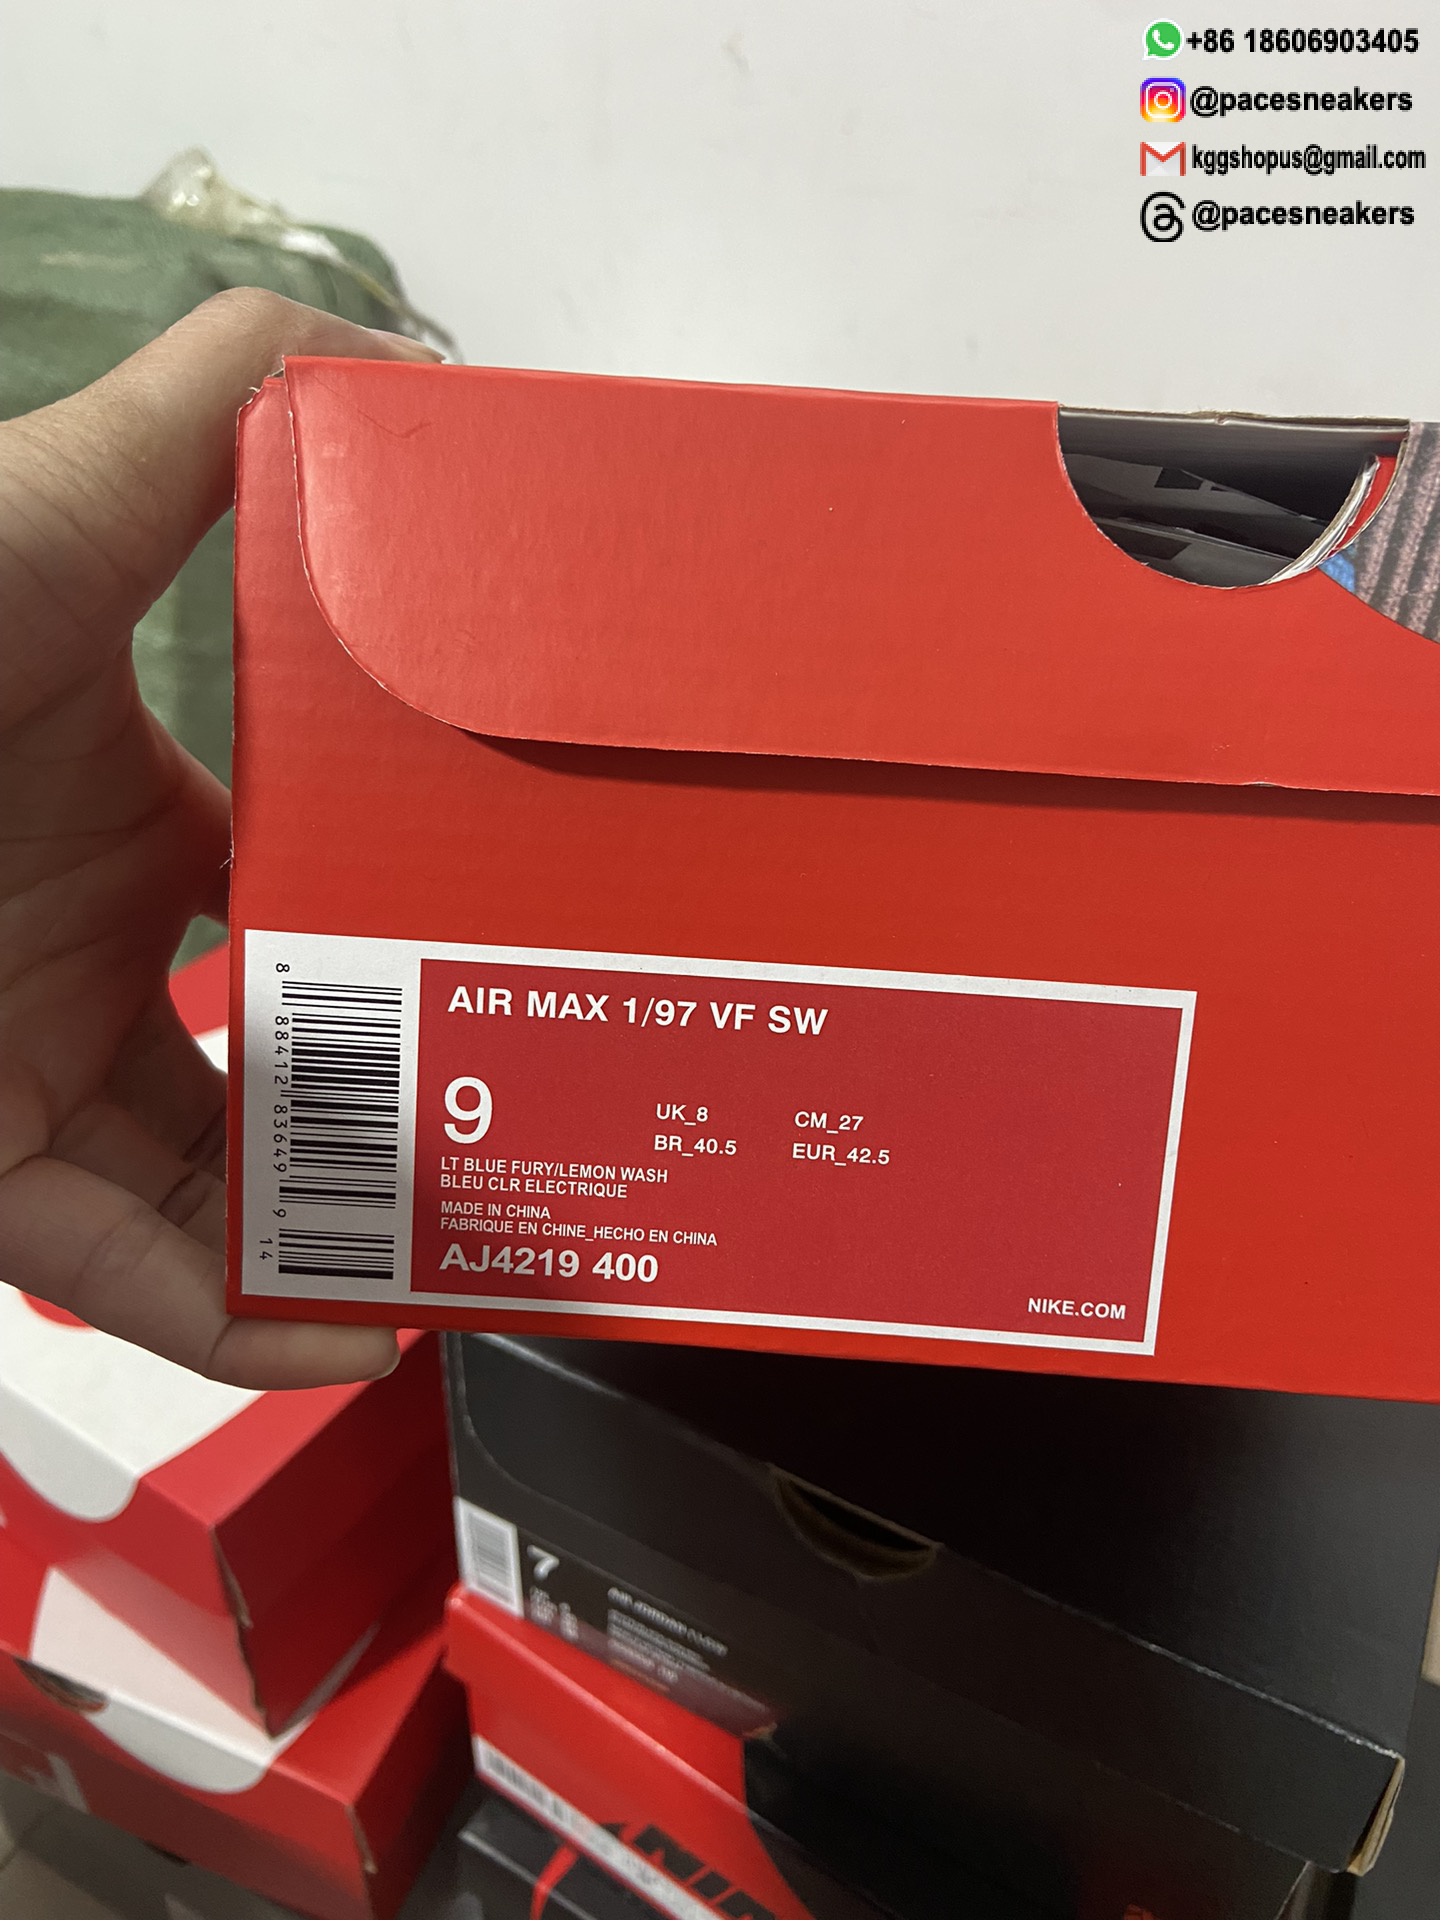 +86 18606903405
@pacesneakers
kggshopus@gmail.com
@pacesneakers
AIR MAX 1/97 VF SW
9
UK_8 CM_27
BR_40.5 EUR_42.5
LT BLUE FURY/LEMON WASH
BLEU CLR ELECTRIQUE
MADE IN CHINA
FABRIQUE EN CHINE_HECHO EN CHINA
AJ4219 400
NIKE.COM
8 88412 83649 9 14
7